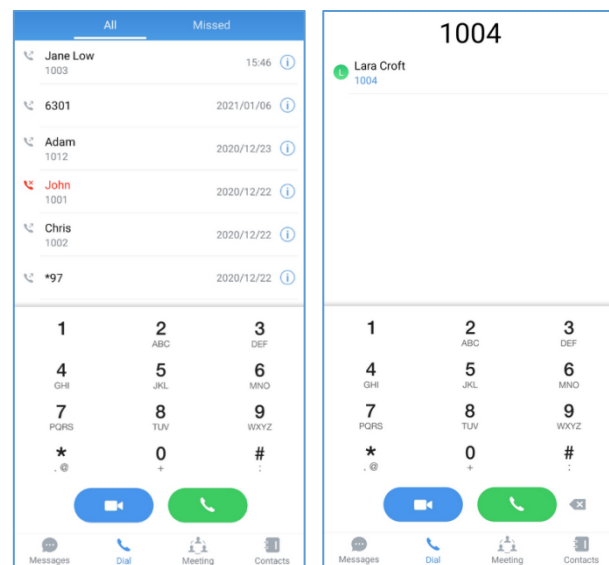 All Missed
Jane Low
1003
15:46
6301
2021/01/06
Adam
1012
2020/12/23
John
1001
2020/12/22
Chris
1002
2020/12/22
*97
2020/12/22
1 2 3
ABC DEF
4 5 6
GHI JKL MNO
7 8 9
PQRS TUV WXYZ
* 0 #
. @ + :
Messages Dial Meeting Contacts
1004
L
Lara Croft
1004
1 2 3
ABC DEF
4 5 6
GHI JKL MNO
7 8 9
PQRS TUV WXYZ
* 0 #
. @ + :
Messages Dial Meeting Contacts